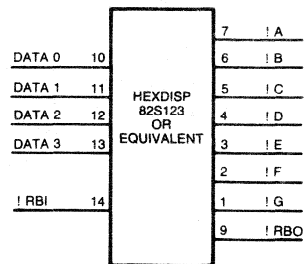 7 ! A
DATA 0 10 6 ! B
DATA 1 11 5 ! C
HEXDISP
DATA 2 12 82S123 4 ! D
OR
DATA 3 13 EQUIVALENT 3 ! E
2 ! F
! RBI 14 1 ! G
9 ! RBO